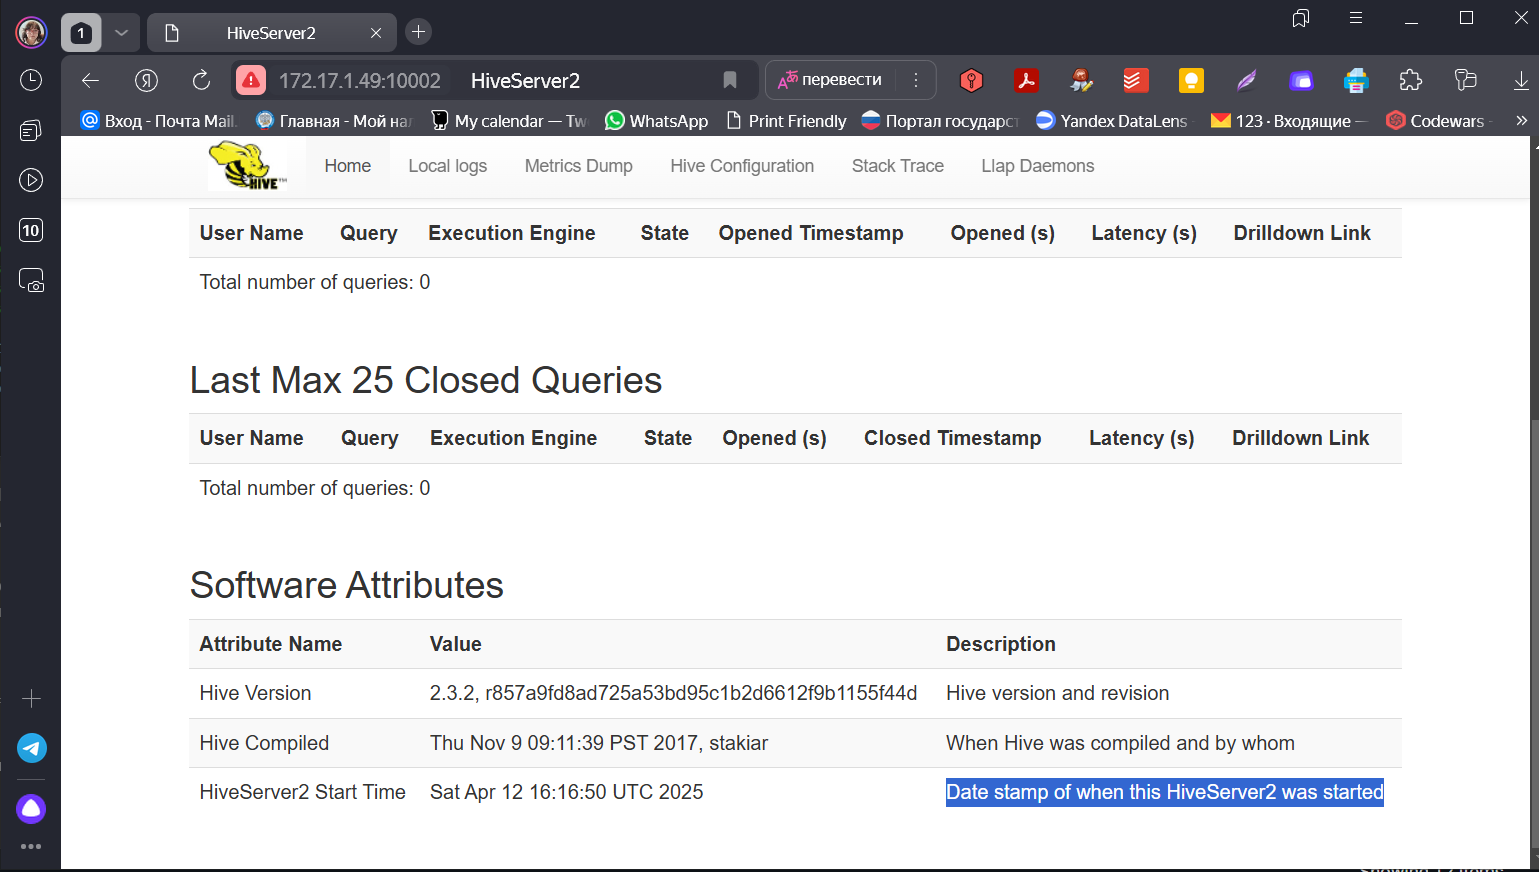 1
HiveServer2
172.17.1.49:10002 HiveServer2
Aあ перевести
Вход - Почта Mail. Главная - Мой нал My calendar — Tw WhatsApp Print Friendly Портал государст Yandex DataLens 123 · Входящие — Codewars - »
10
HIVE™ Home Local logs Metrics Dump Hive Configuration Stack Trace Llap Daemons
User Name Query Execution Engine State Opened Timestamp Opened (s) Latency (s) Drilldown Link
Total number of queries: 0
Last Max 25 Closed Queries
User Name Query Execution Engine State Opened (s) Closed Timestamp Latency (s) Drilldown Link
Total number of queries: 0
Software Attributes
Attribute Name Value Description
Hive Version 2.3.2, r857a9fd8ad725a53bd95c1b2d6612f9b1155f44d Hive version and revision
Hive Compiled Thu Nov 9 09:11:39 PST 2017, stakiar When Hive was compiled and by whom
HiveServer2 Start Time Sat Apr 12 16:16:50 UTC 2025 Date stamp of when this HiveServer2 was started